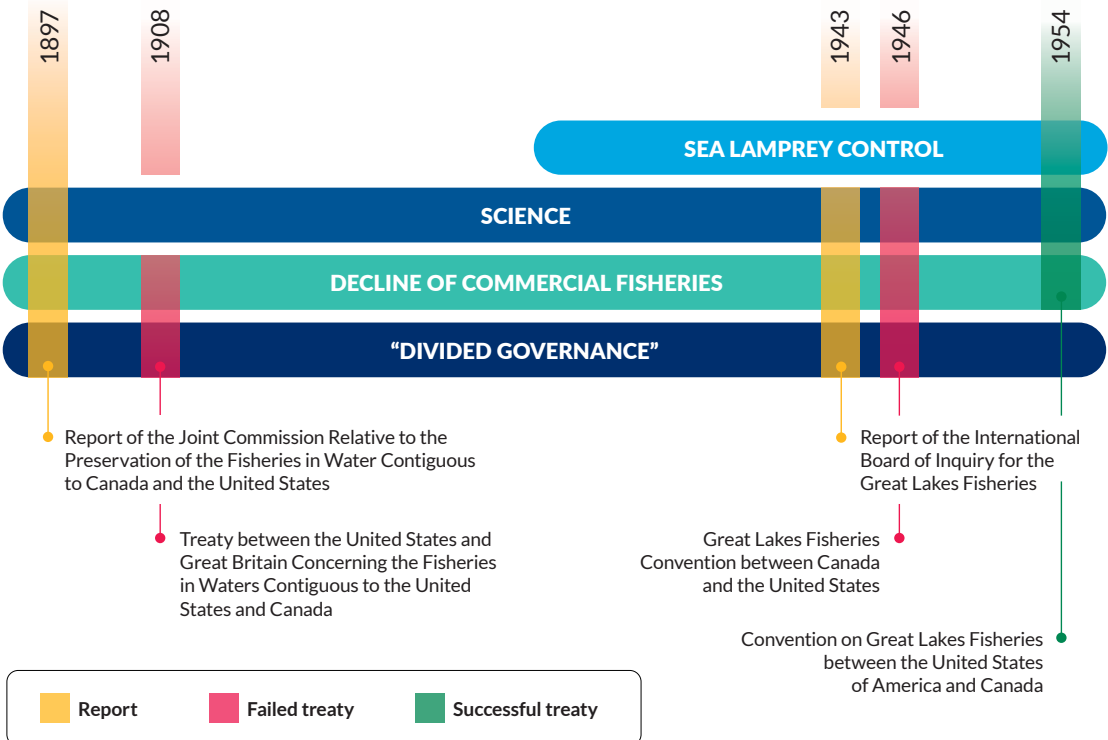 1897
1908
1943
1946
1954
SEA LAMPREY CONTROL
SCIENCE
DECLINE OF COMMERCIAL FISHERIES
“DIVIDED GOVERNANCE”
Report of the Joint Commission Relative to the
Preservation of the Fisheries in Water Contiguous
to Canada and the United States
Treaty between the United States and
Great Britain Concerning the Fisheries
in Waters Contiguous to the United
States and Canada
Report of the International
Board of Inquiry for the
Great Lakes Fisheries
Great Lakes Fisheries
Convention between Canada
and the United States
Convention on Great Lakes Fisheries
between the United States
of America and Canada
Report
Failed treaty
Successful treaty